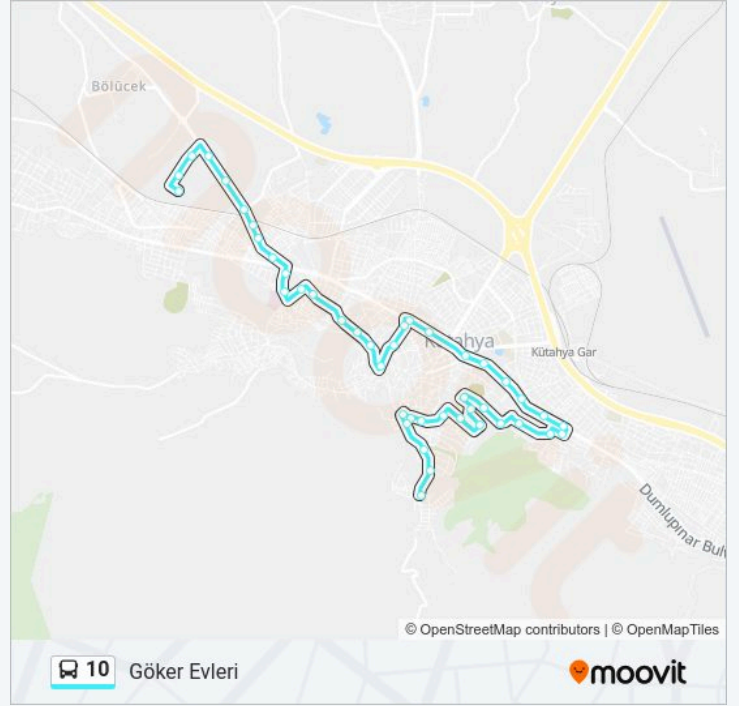 Bölücek
Kütahya
Kütahya Gar
Dumlupınar Bulv
© OpenStreetMap contributors | © OpenMapTiles
10 Göker Evleri
moovit